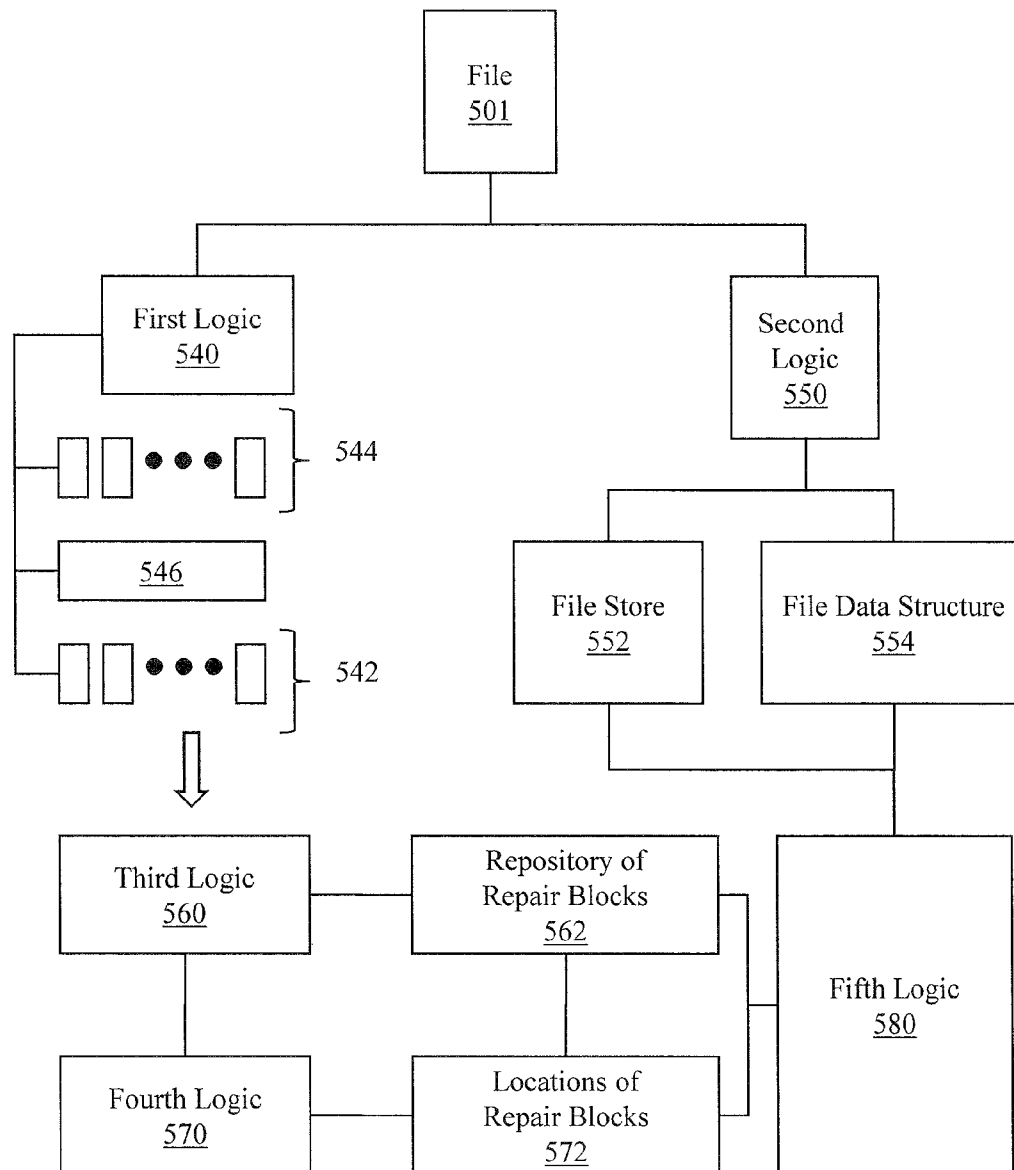 File
501
First Logic
540
Second
Logic
550
544
546
542
File Store
552
File Data Structure
554
Third Logic
560
Repository of
Repair Blocks
562
Fifth Logic
580
Fourth Logic
570
Locations of
Repair Blocks
572